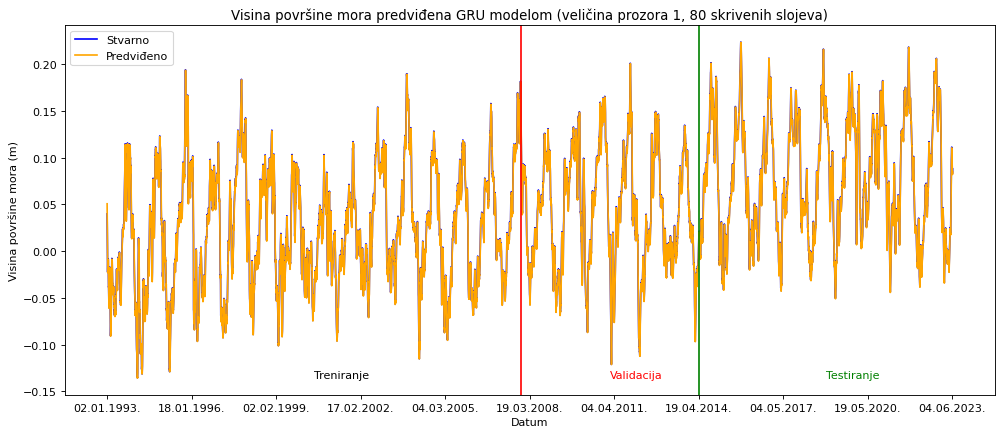 Visina površine mora predviđena GRU modelom (veličina prozora 1, 80 skrivenih slojeva)
Stvarno
Predviđeno
Visina površine mora (m)
0.20
0.15
0.10
0.05
0.00
−0.05
−0.10
−0.15
Treniranje
Validacija
Testiranje
02.01.1993.
18.01.1996.
02.02.1999.
17.02.2002.
04.03.2005.
19.03.2008.
04.04.2011.
19.04.2014.
04.05.2017.
19.05.2020.
04.06.2023.
Datum